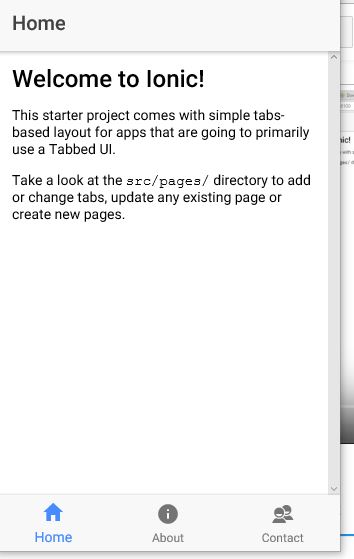 Home
Welcome to Ionic!
This starter project comes with simple tabs-
based layout for apps that are going to primarily
use a Tabbed UI.
Take a look at the src/pages/ directory to add
or change tabs, update any existing page or
create new pages.
Home
About
Contact